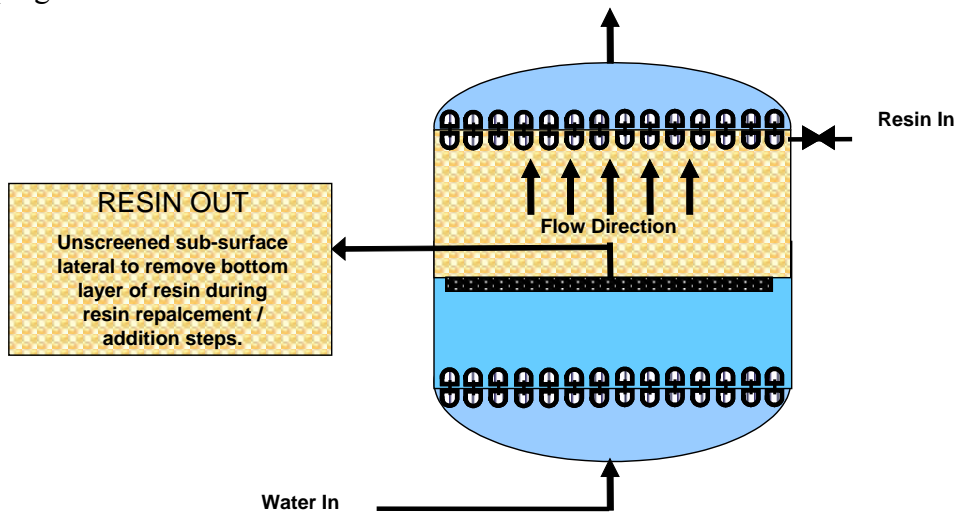 Resin In
RESIN OUT
Unscreened sub-surface
lateral to remove bottom
layer of resin during
resin repalcement /
addition steps.
Flow Direction
Water In